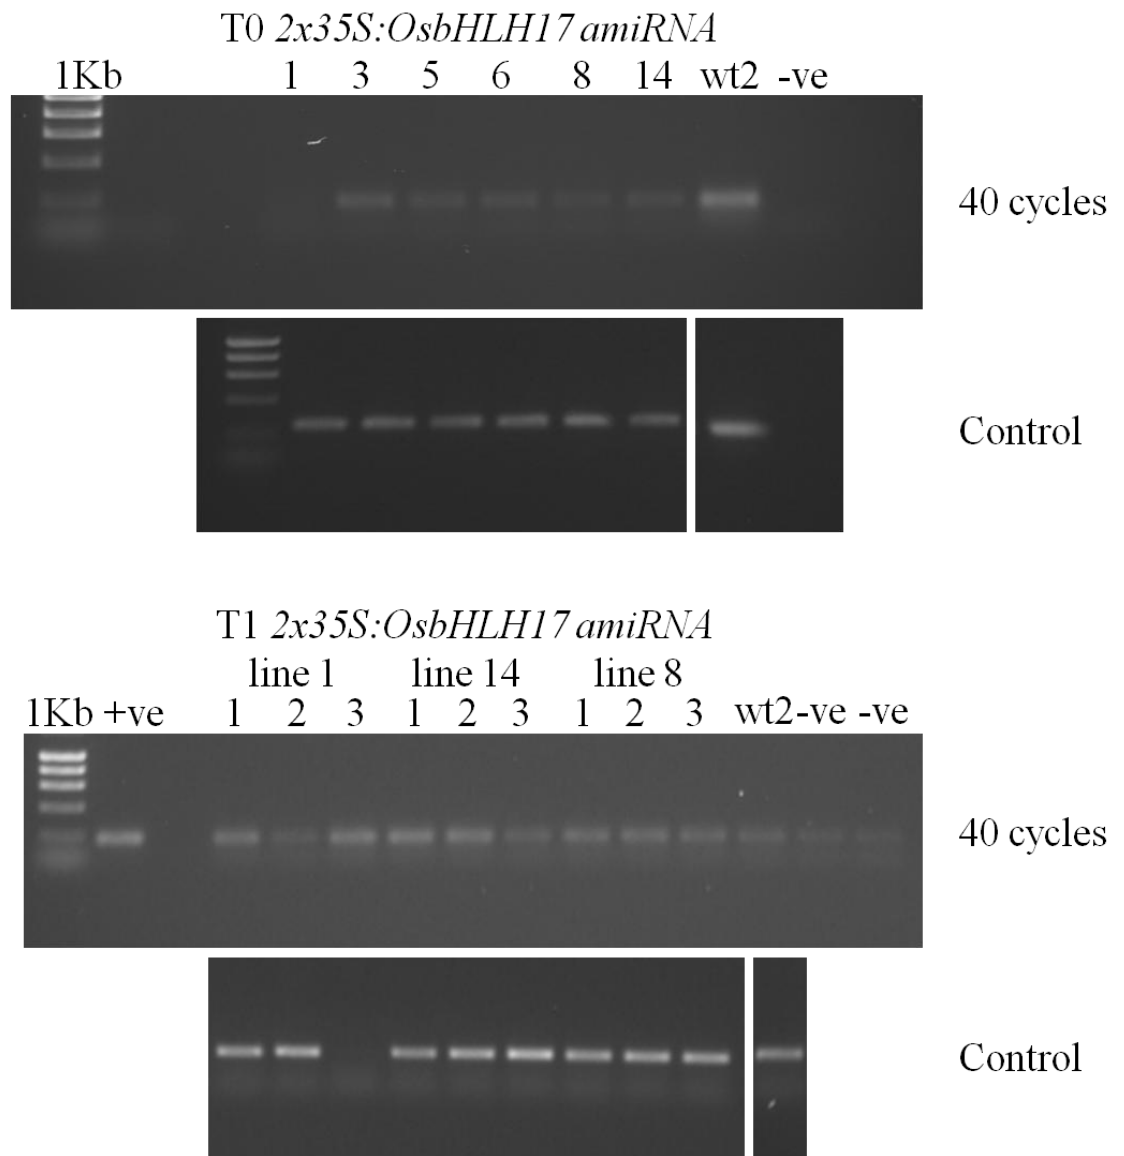 T0 2x35S:OsbHLH17 amiRNA
1Kb 1 3 5 6 8 14 wt2 -ve
40 cycles
Control
T1 2x35S:OsbHLH17 amiRNA
line 1 line 14 line 8
1Kb +ve 1 2 3 1 2 3 1 2 3 wt2-ve -ve
40 cycles
Control